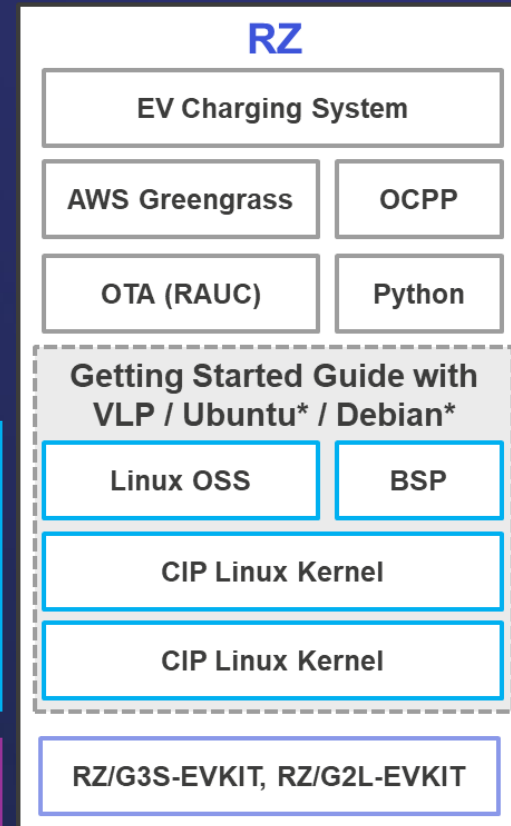 RZ
EV Charging System
AWS Greengrass
OCPP
OTA (RAUC)
Python
Getting Started Guide with
VLP / Ubuntu* / Debian*
Linux OSS
BSP
CIP Linux Kernel
CIP Linux Kernel
RZ/G3S-EVKIT, RZ/G2L-EVKIT